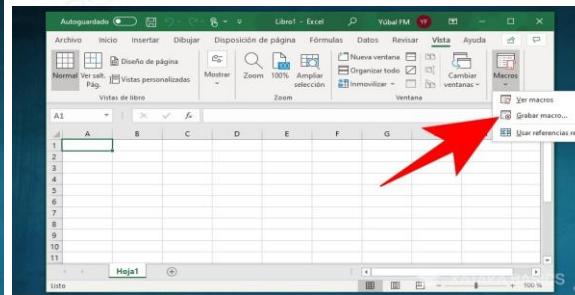 Autoguardado Libro1 - Excel Yúbal FM YF
Archivo Inicio Insertar Dibujar Disposición de página Fórmulas Datos Revisar Vista Ayuda
Normal
Ver salt. Pág.
Diseño de página
Vistas personalizadas
Vistas de libro
Mostrar
Zoom
100%
Ampliar selección
Zoom
Nueva ventana
Organizar todo
Inmovilizar
Cambiar ventanas
Ventana
Macros
Ver macros
Grabar macro...
Usar referencias re
A1 fx
A B C D E F G
1
2
3
4
5
6
7
8
9
10
11
Hoja1
Listo 100 %